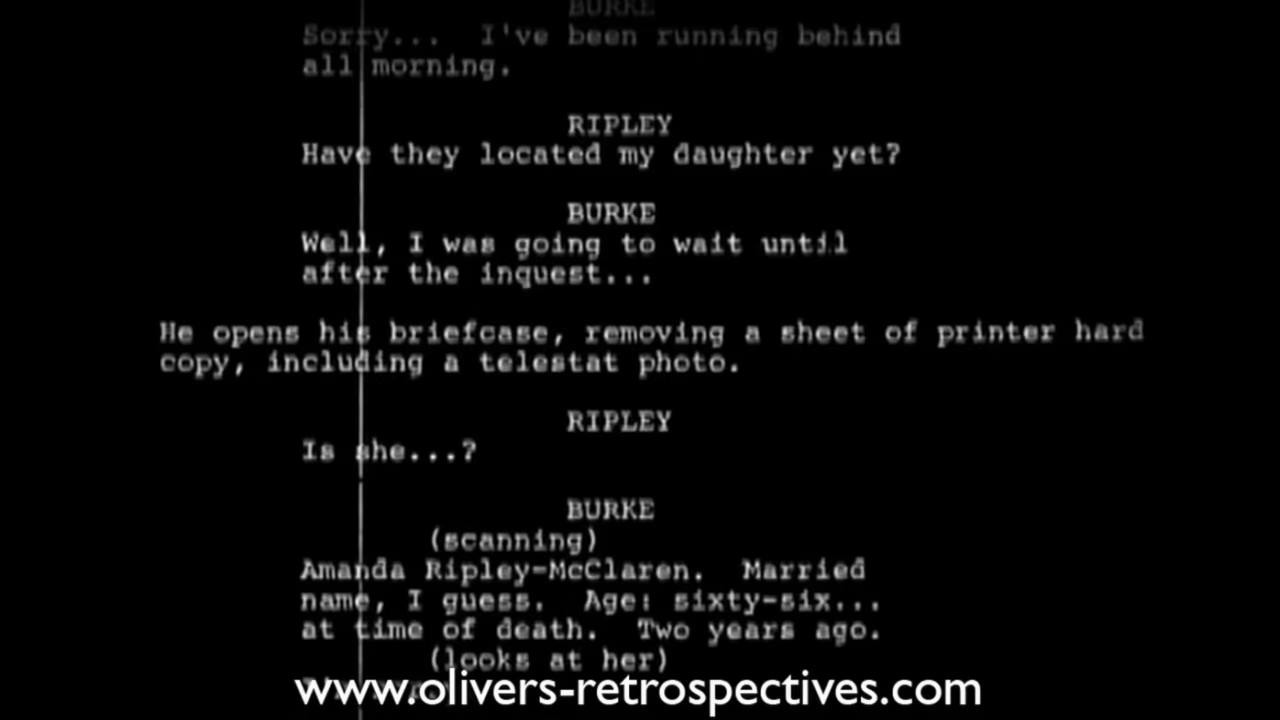 BURKE
Sorry... I've been running behind
all morning.
RIPLEY
Have they located my daughter yet?
BURKE
Well, I was going to wait until
after the inquest...
He opens his briefcase, removing a sheet of printer hard
copy, including a telestat photo.
RIPLEY
Is she...?
BURKE
(scanning)
Amanda Ripley-McClaren. Married
name, I guess. Age: sixty-six...
at time of death. Two years ago.
(looks at her)
www.olivers-retrospectives.com